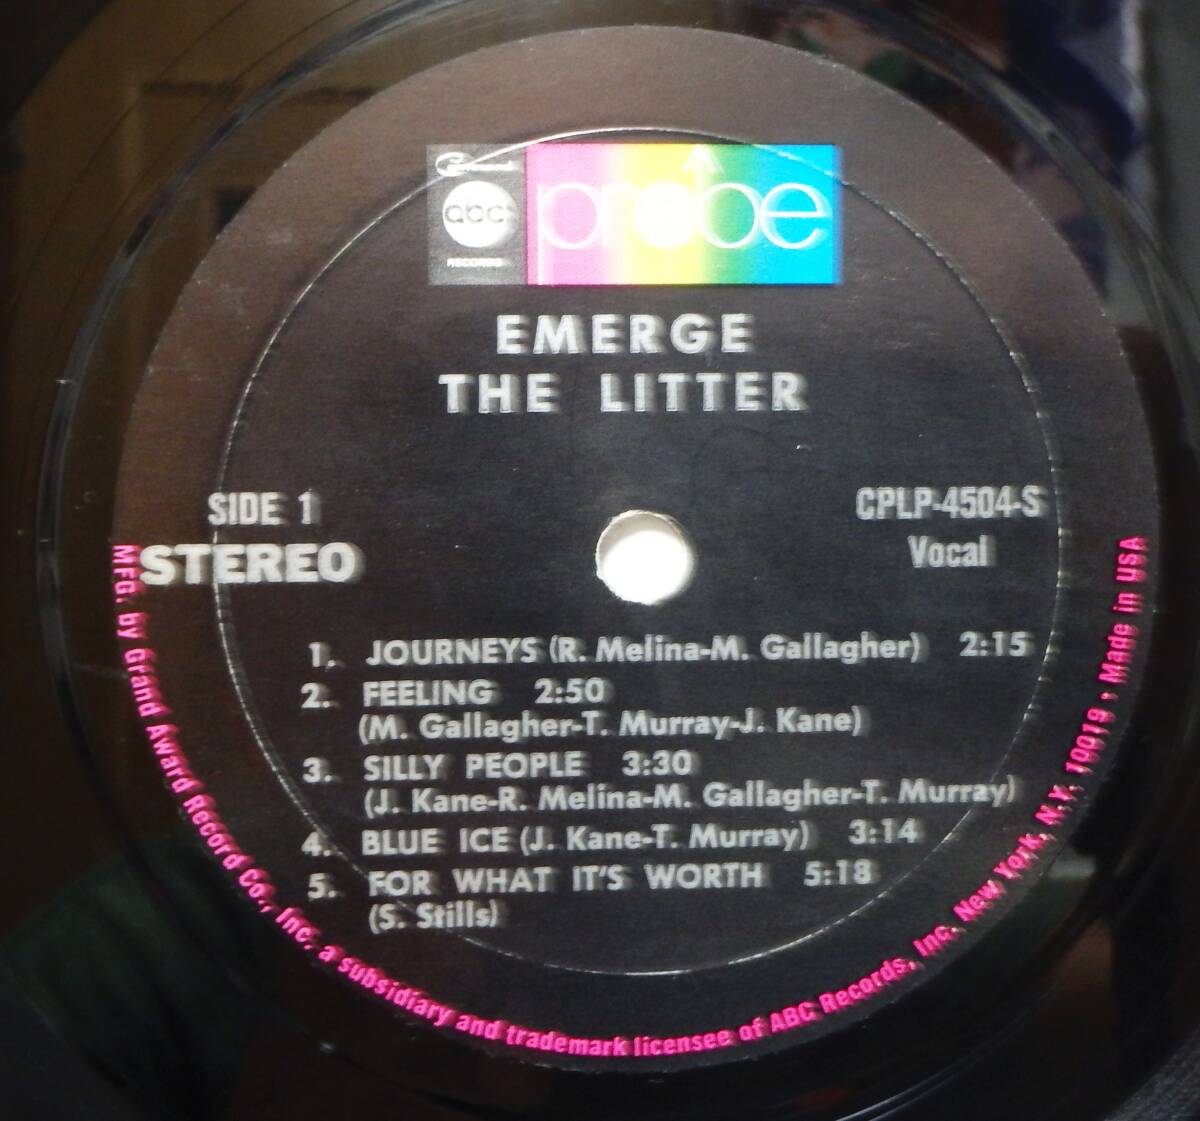 abc
RECORDS
probe
EMERGE
THE LITTER
SIDE 1
STEREO
CPLP-4504-S
Vocal
1. JOURNEYS (R. Melina-M. Gallagher) 2:15
2. FEELING 2:50
(M. Gallagher-T. Murray-J. Kane)
3. SILLY PEOPLE 3:30
(J. Kane-R. Melina-M. Gallagher-T. Murray)
4. BLUE ICE (J. Kane-T. Murray) 3:14
5. FOR WHAT IT'S WORTH 5:18
(S. Stills)
MFG. by Grand Award Record Co., Inc. a subsidiary and trademark licensee of ABC Records, Inc. New York, N.Y. 10019 • Made in USA